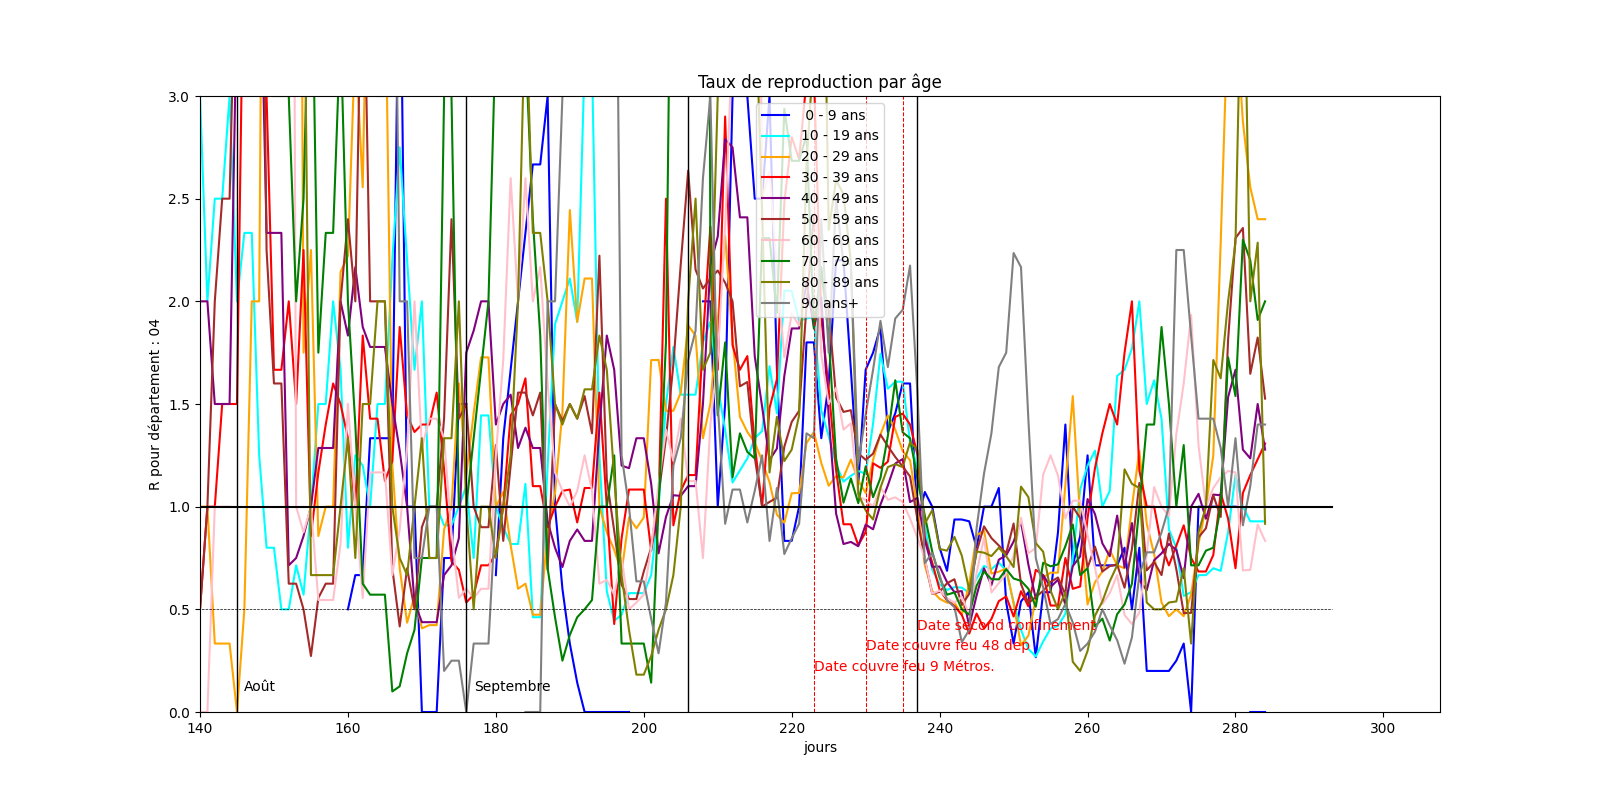 Taux de reproduction par âge
3.0
2.5
2.0
1.5
1.0
0.5
0.0
R pour département : 04
0 - 9 ans
10 - 19 ans
20 - 29 ans
30 - 39 ans
40 - 49 ans
50 - 59 ans
60 - 69 ans
70 - 79 ans
80 - 89 ans
90 ans+
Date second confinement
Date couvre feu 48 dep
Date couvre feu 9 Métros.
Août
Septembre
140 160 180 200 220 240 260 280 300
jours